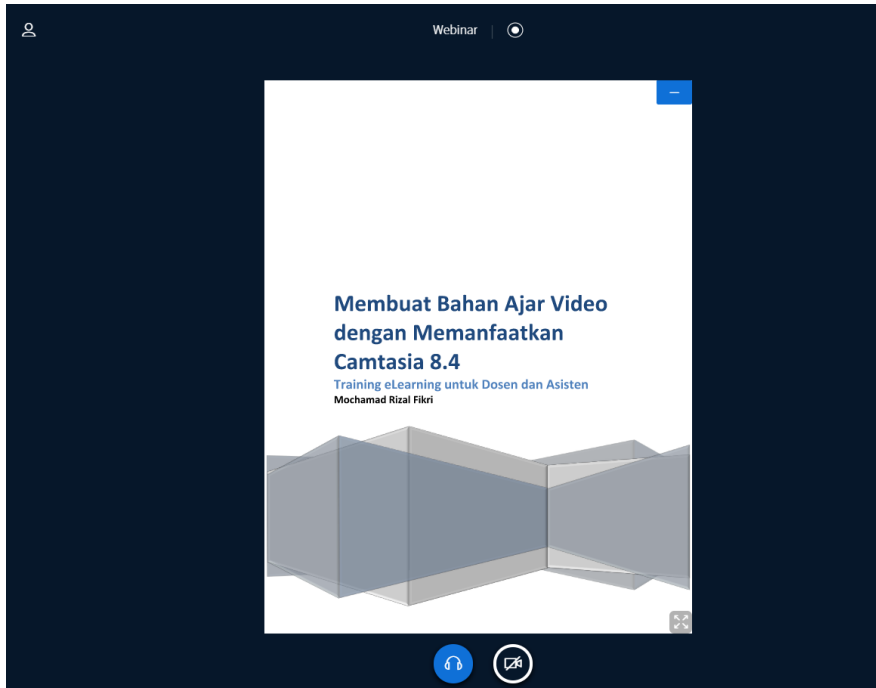 Webinar
Membuat Bahan Ajar Video
dengan Memanfaatkan
Camtasia 8.4
Training eLearning untuk Dosen dan Asisten
Mochamad Rizal Fikri